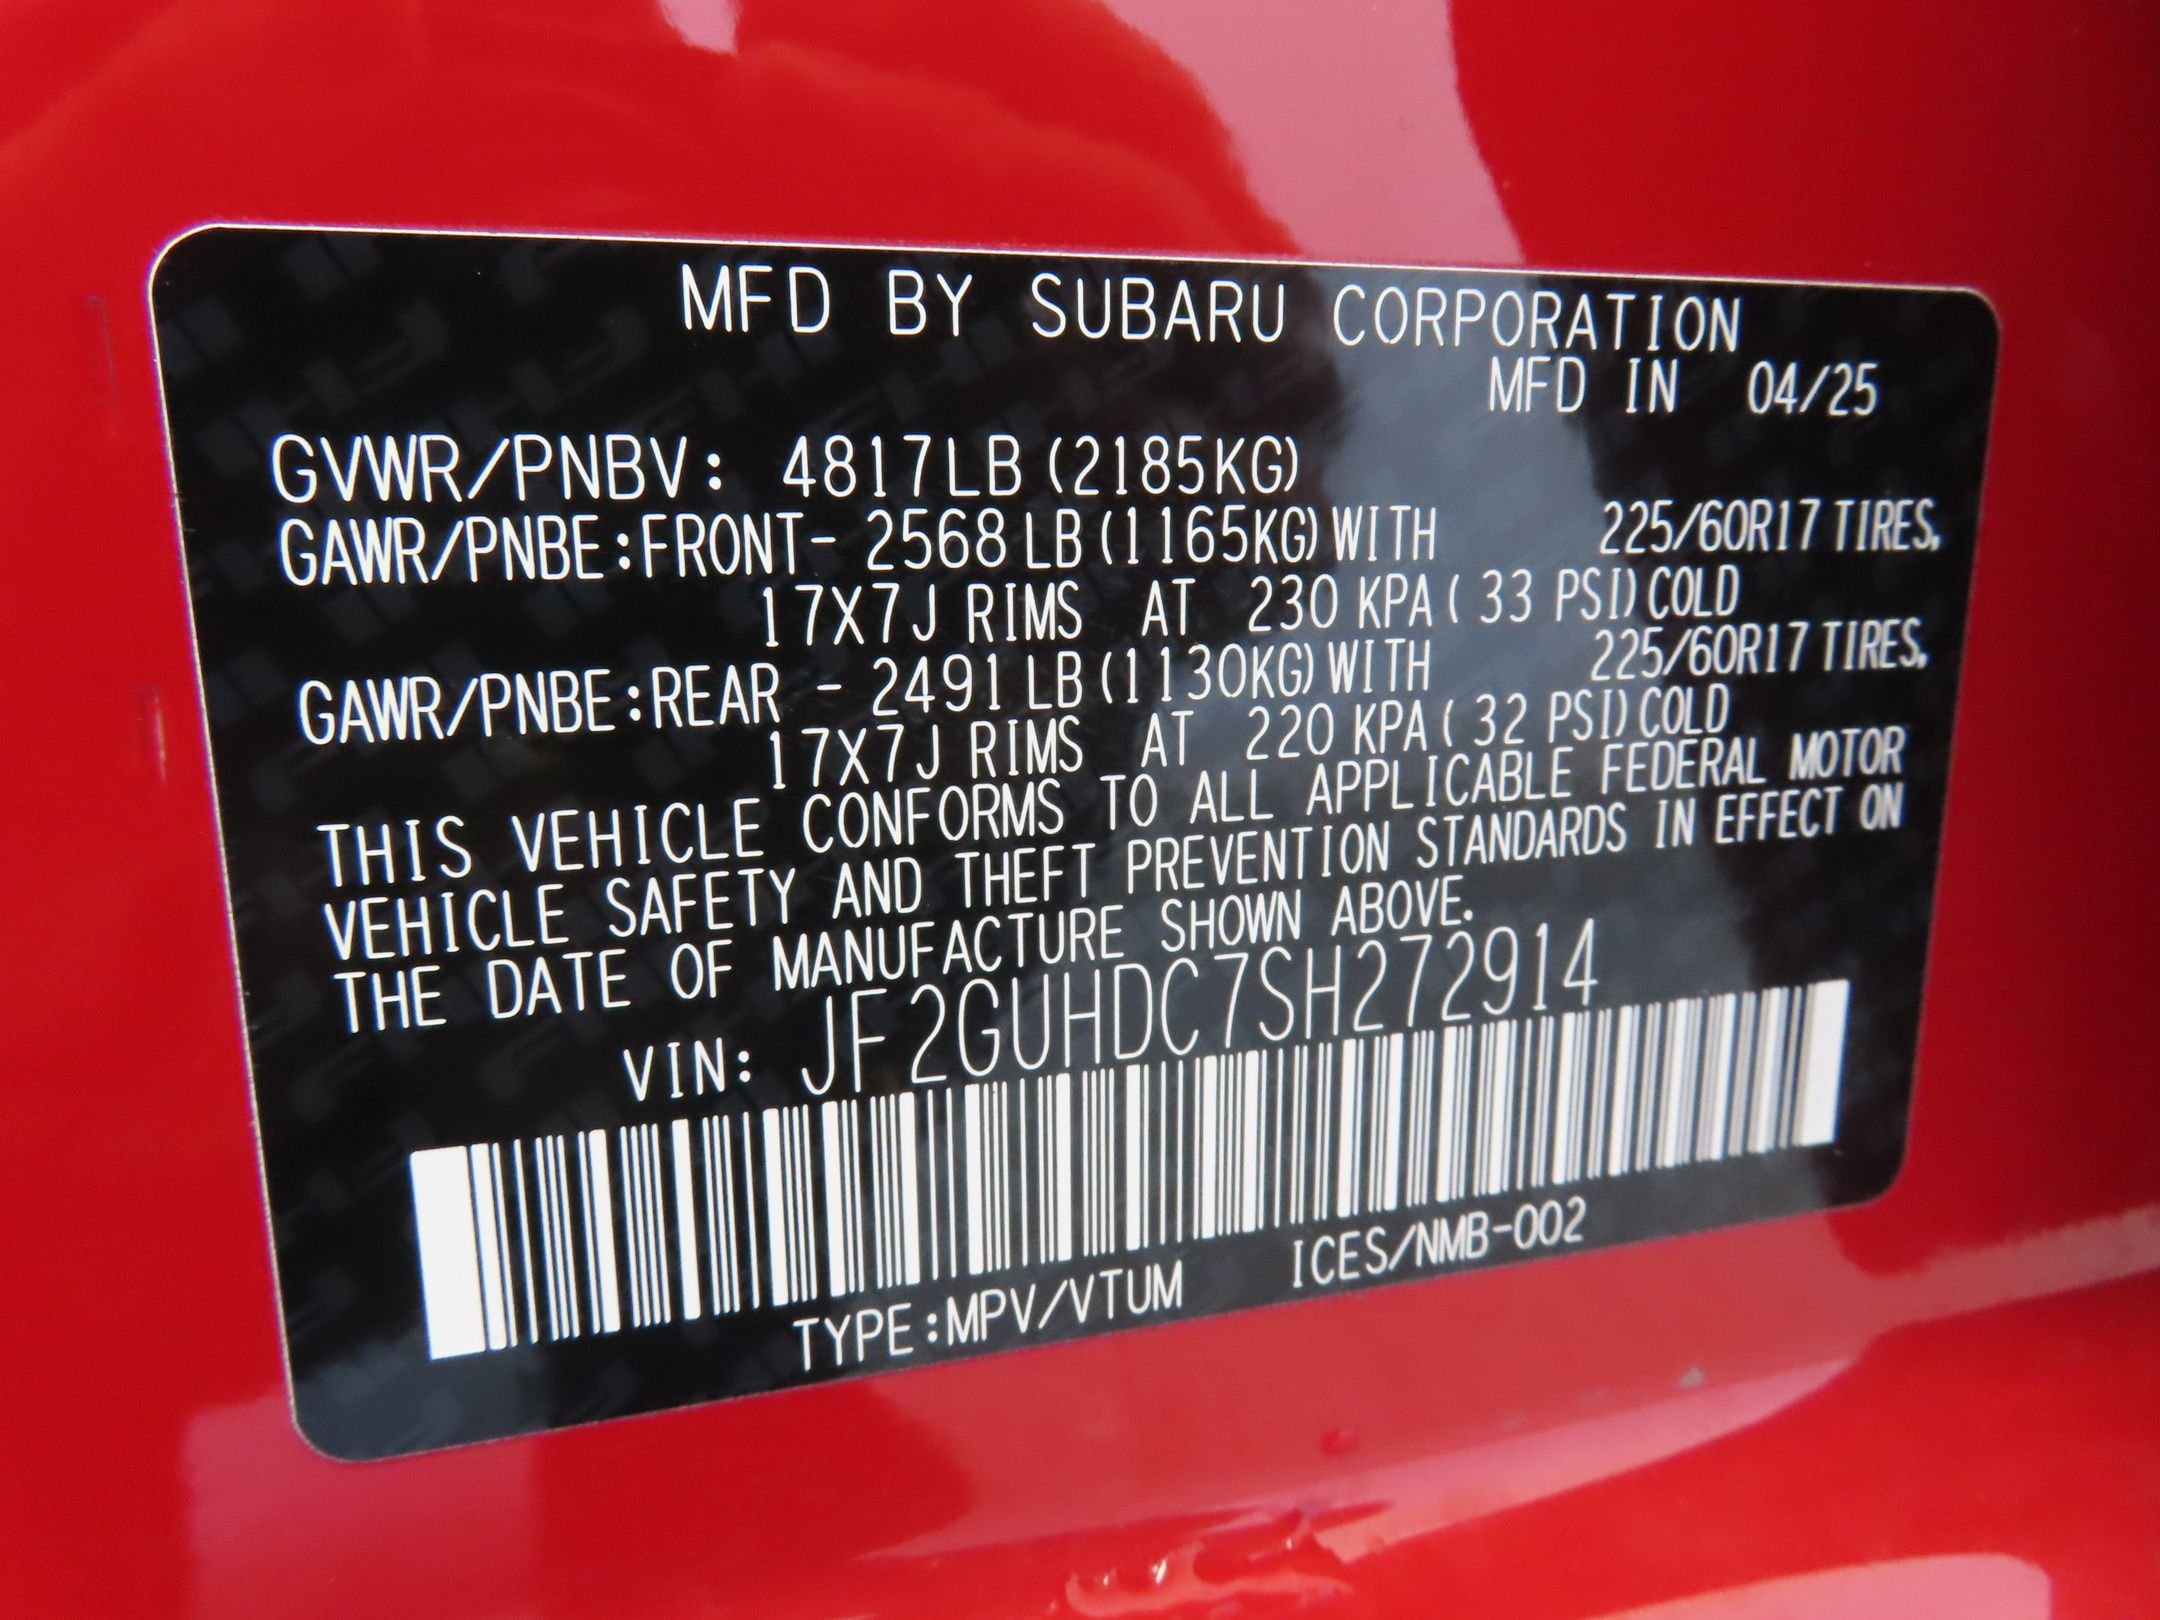 MFD BY SUBARU CORPORATION
MFD IN 04/25
GVWR/PNBV: 4817LB (2185KG)
GAWR/PNBE:FRONT- 2568 LB (1165KG) WITH 225/60R17 TIRES,
17X7J RIMS AT 230 KPA ( 33 PSI) COLD
GAWR/PNBE:REAR - 2491 LB (1130KG) WITH 225/60R17 TIRES,
17X7J RIMS AT 220 KPA ( 32 PSI) COLD
THIS VEHICLE CONFORMS TO ALL APPLICABLE FEDERAL MOTOR
VEHICLE SAFETY AND THEFT PREVENTION STANDARDS IN EFFECT ON
THE DATE OF MANUFACTURE SHOWN ABOVE.
VIN: JF2GUHDC7SH272914
TYPE:MPV/VTUM ICES/NMB-002